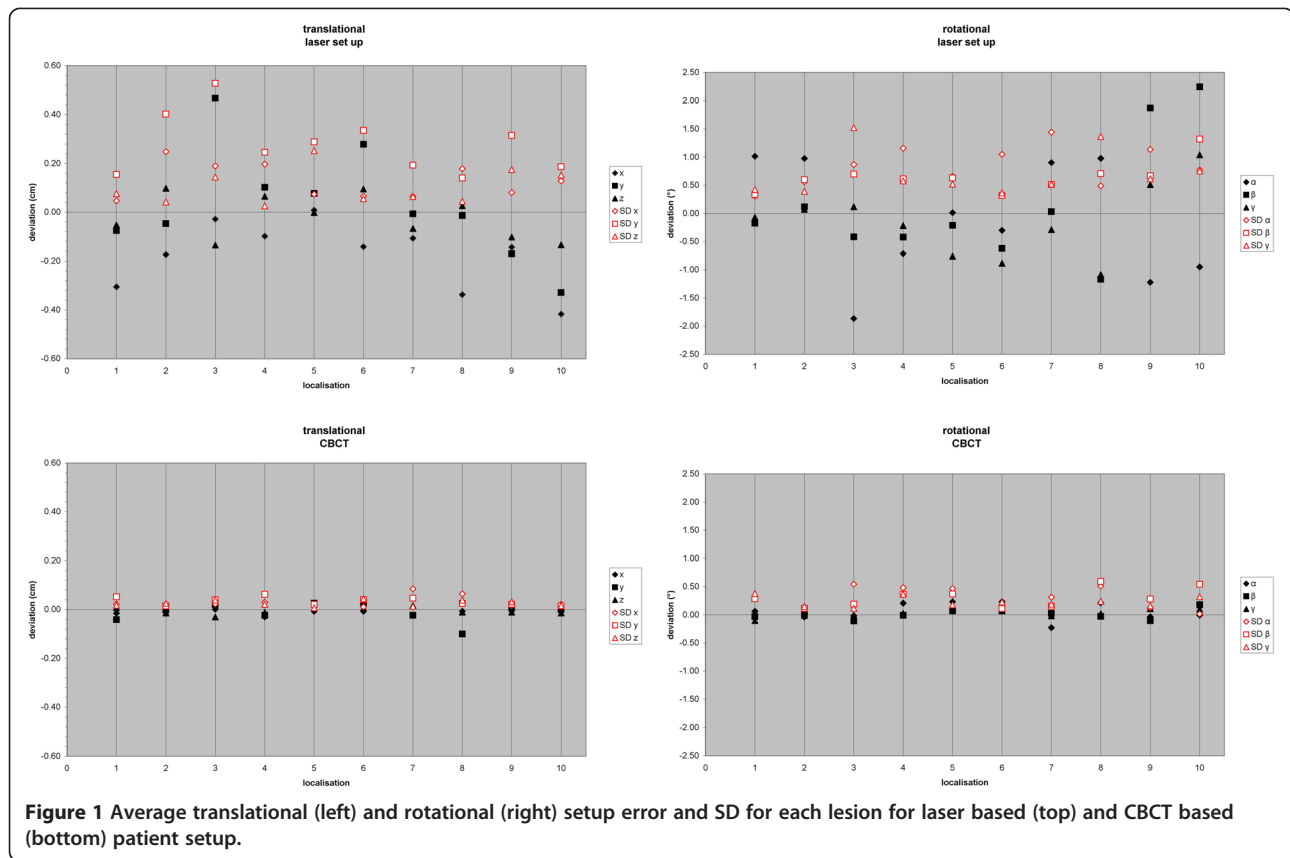 translational
laser set up
0.60
0.40
0.20
0.00
-0.20
-0.40
-0.60
deviation (cm)
0 1 2 3 4 5 6 7 8 9 10
localisation
x
y
z
SD x
SD y
SD z
rotational
laser set up
2.50
2.00
1.50
1.00
0.50
0.00
-0.50
-1.00
-1.50
-2.00
-2.50
deviation (°)
0 1 2 3 4 5 6 7 8 9 10
localisation
α
β
γ
SD α
SD β
SD γ
translational
CBCT
0.60
0.40
0.20
0.00
-0.20
-0.40
-0.60
deviation (cm)
0 1 2 3 4 5 6 7 8 9 10
localisation
x
y
z
SD x
SD y
SD z
rotational
CBCT
2.50
2.00
1.50
1.00
0.50
0.00
-0.50
-1.00
-1.50
-2.00
-2.50
deviation (°)
0 1 2 3 4 5 6 7 8 9 10
localisation
α
β
γ
SD α
SD β
SD γ
Figure 1 Average translational (left) and rotational (right) setup error and SD for each lesion for laser based (top) and CBCT based
(bottom) patient setup.